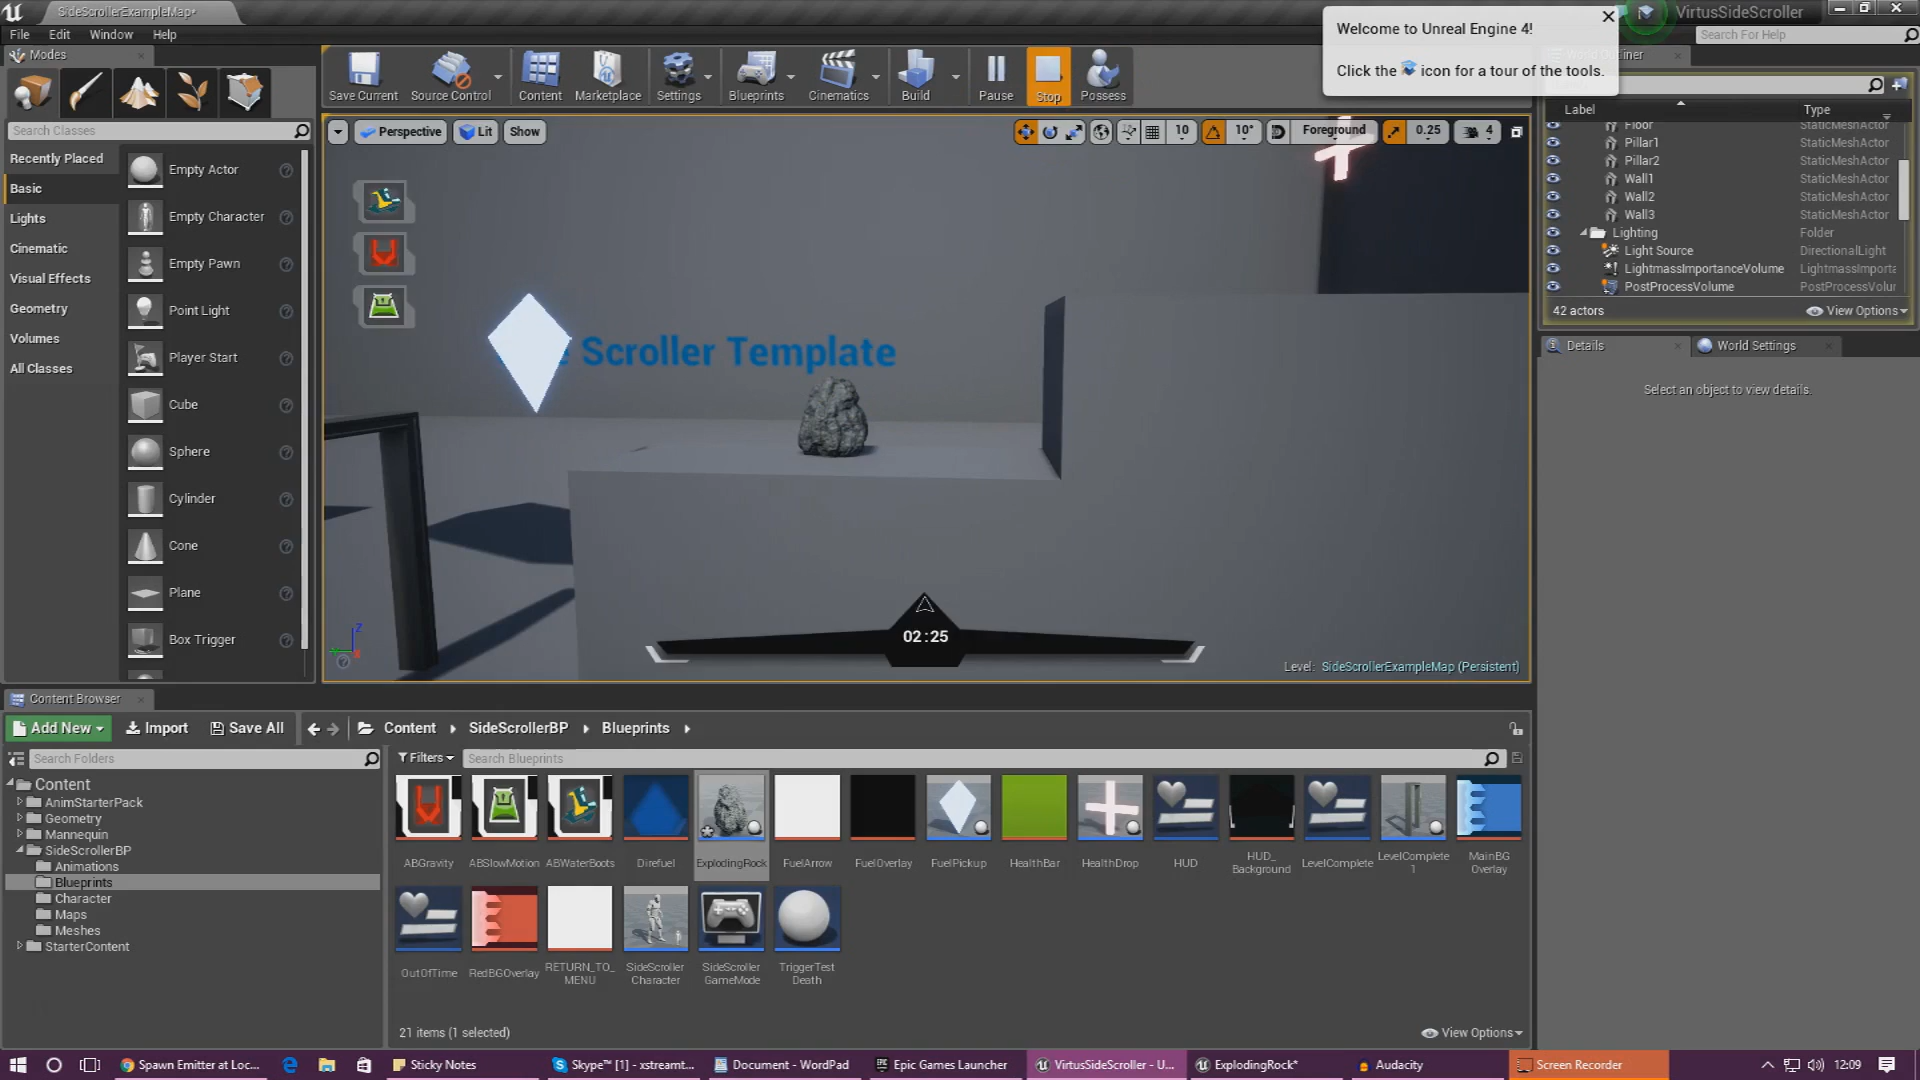 SideScrollerExampleMap*
VirtusSideScroller
File Edit Window Help
Search For Help
Welcome to Unreal Engine 4!
Click the icon for a tour of the tools.
Modes
World Outliner
Save Current
Source Control
Content
Marketplace
Settings
Blueprints
Cinematics
Build
Pause
Stop
Possess
Search Classes
Recently Placed
Basic
Lights
Cinematic
Visual Effects
Geometry
Volumes
All Classes
Empty Actor
Empty Character
Empty Pawn
Point Light
Player Start
Cube
Sphere
Cylinder
Cone
Plane
Box Trigger
Perspective Lit Show
10 10° Foreground 0.25 4
Scroller Template
02:25
Level: SideScrollerExampleMap (Persistent)
Label Type
Floor StaticMeshActor
Pillar1 StaticMeshActor
Pillar2 StaticMeshActor
Wall1 StaticMeshActor
Wall2 StaticMeshActor
Wall3 StaticMeshActor
Lighting Folder
Light Source DirectionalLight
LightmassImportanceVolume LightmassImporta
PostProcessVolume PostProcessVolur
42 actors View Options
Details World Settings
Select an object to view details.
Content Browser
Add New Import Save All Content SideScrollerBP Blueprints
Search Folders
Filters Search Blueprints
Content
AnimStarterPack
Geometry
Mannequin
SideScrollerBP
Animations
Blueprints
Character
Maps
Meshes
StarterContent
ABGravity
ABSlowMotion
ABWaterBoots
Direfuel
ExplodingRock
FuelArrow
FuelOverlay
FuelPickup
HealthBar
HealthDrop
HUD
HUD_
Background
LevelComplete
LevelComplete
1
MainBG
Overlay
OutOfTime
RedBGOverlay
RETURN_TO_
MENU
SideScroller
Character
SideScroller
GameMode
TriggerTest
Death
21 items (1 selected)
View Options
Spawn Emitter at Loc...
Sticky Notes
Skype™ [1] - xstreamt...
Document - WordPad
Epic Games Launcher
VirtusSideScroller - U...
ExplodingRock*
Audacity
Screen Recorder
12:09